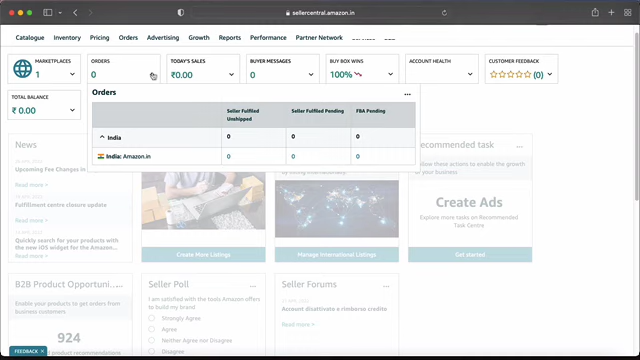 sellercentral.amazon.in
Catalogue Inventory Pricing Orders Advertising Growth Reports Performance Partner Network B2B
MARKETPLACES
1
ORDERS
0
TODAY'S SALES
₹0.00
BUYER MESSAGES
0
BUY BOX WINS
100%
ACCOUNT HEALTH
CUSTOMER FEEDBACK
(0)
TOTAL BALANCE
₹ 0.00
Orders
Seller Fulfilled Unshipped
Seller Fulfilled Pending
FBA Pending
India 0 0 0
India: Amazon.in 0 0 0
News
Upcoming Fee Changes in
Read more >
Fulfillment centre closure update
Read more >
Quickly search for your products with
the new iOS widget for the Amazon...
Read more >
Create More Listings
Manage International Listings
ecommended task
follow these actions to enable the growth
of your business
Create Ads
Explore more tasks on Recommended
Task Centre
Get started
B2B Product Opportuni...
Enable your products to get orders from
business customers
924
product recommendations
Seller Poll
I am satisfied with the tools Amazon offers
to build my brand
Strongly Agree
Agree
Neither Agree nor Disagree
Disagree
Seller Forums
Account disativate e rimborso credito
Read more >
FEEDBACK